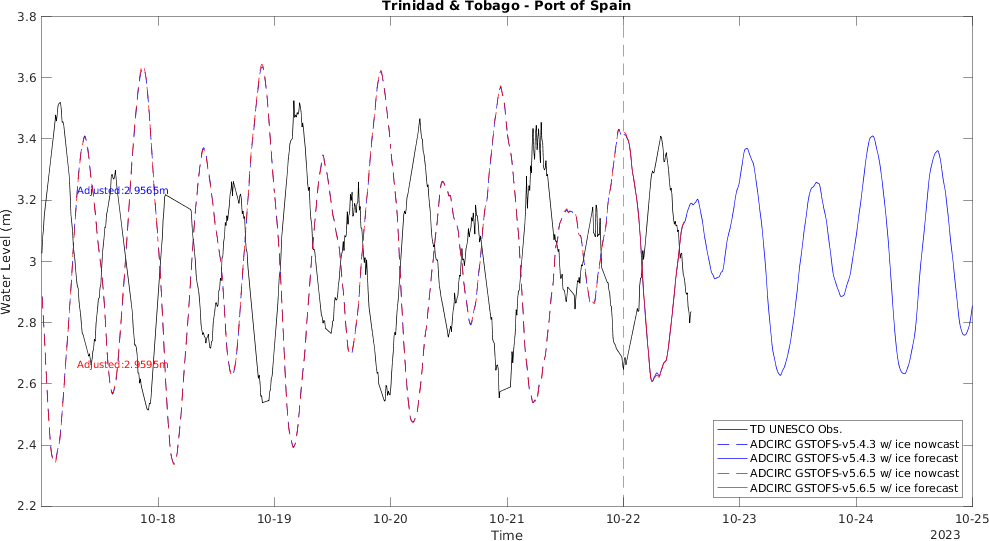 Trinidad & Tobago - Port of Spain
3.8
3.6
3.4
3.2
3
2.8
2.6
2.4
2.2
Water Level (m)
Adjusted:2.9565m
Adjusted:2.9595m
TD UNESCO Obs.
ADCIRC GSTOFS-v5.4.3 w/ ice nowcast
ADCIRC GSTOFS-v5.4.3 w/ ice forecast
ADCIRC GSTOFS-v5.6.5 w/ ice nowcast
ADCIRC GSTOFS-v5.6.5 w/ ice forecast
10-18 10-19 10-20 10-21 10-22 10-23 10-24 10-25
Time
2023